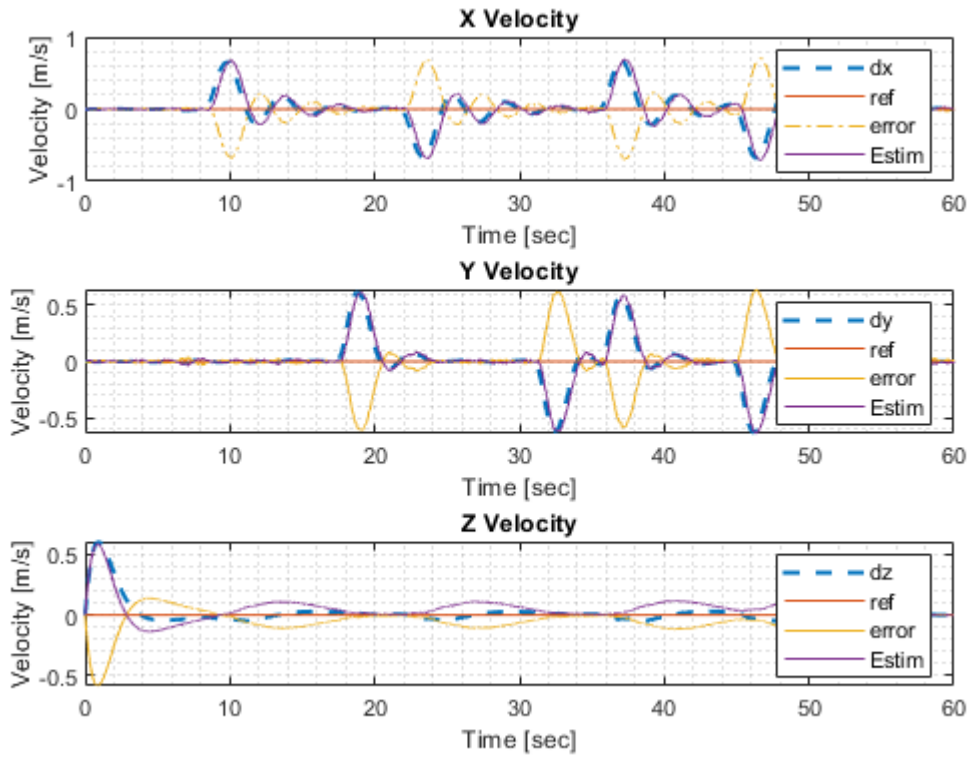 X Velocity
1
0
-1
Velocity [m/s]
dx
ref
error
Estim
0 10 20 30 40 50 60
Time [sec]
Y Velocity
0.5
0
-0.5
Velocity [m/s]
dy
ref
error
Estim
0 10 20 30 40 50 60
Time [sec]
Z Velocity
0.5
0
-0.5
Velocity [m/s]
dz
ref
error
Estim
0 10 20 30 40 50 60
Time [sec]